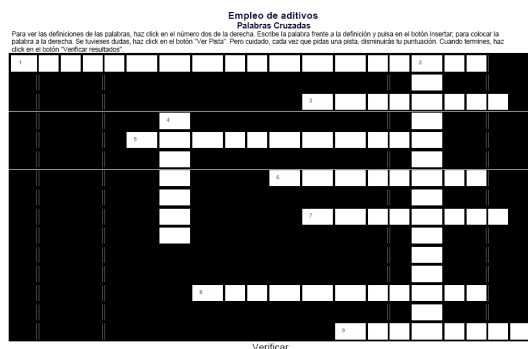 Empleo de aditivos
Palabras Cruzadas
Para ver las definiciones de las palabras, haz click en el número dos de la derecha. Escribe la palabra frente a la definición y pulsa en el botón Insertar, para colocar la
palabra a la derecha. Se tuvieses dudas, haz click en el botón "Ver Pista". Pero cuidado, cada vez que pidas una pista, disminuirás tu puntuación. Cuando termines, haz
click en el botón "Verificar resultados".
1 2
3
4
5
6
7
8
9
Verificar